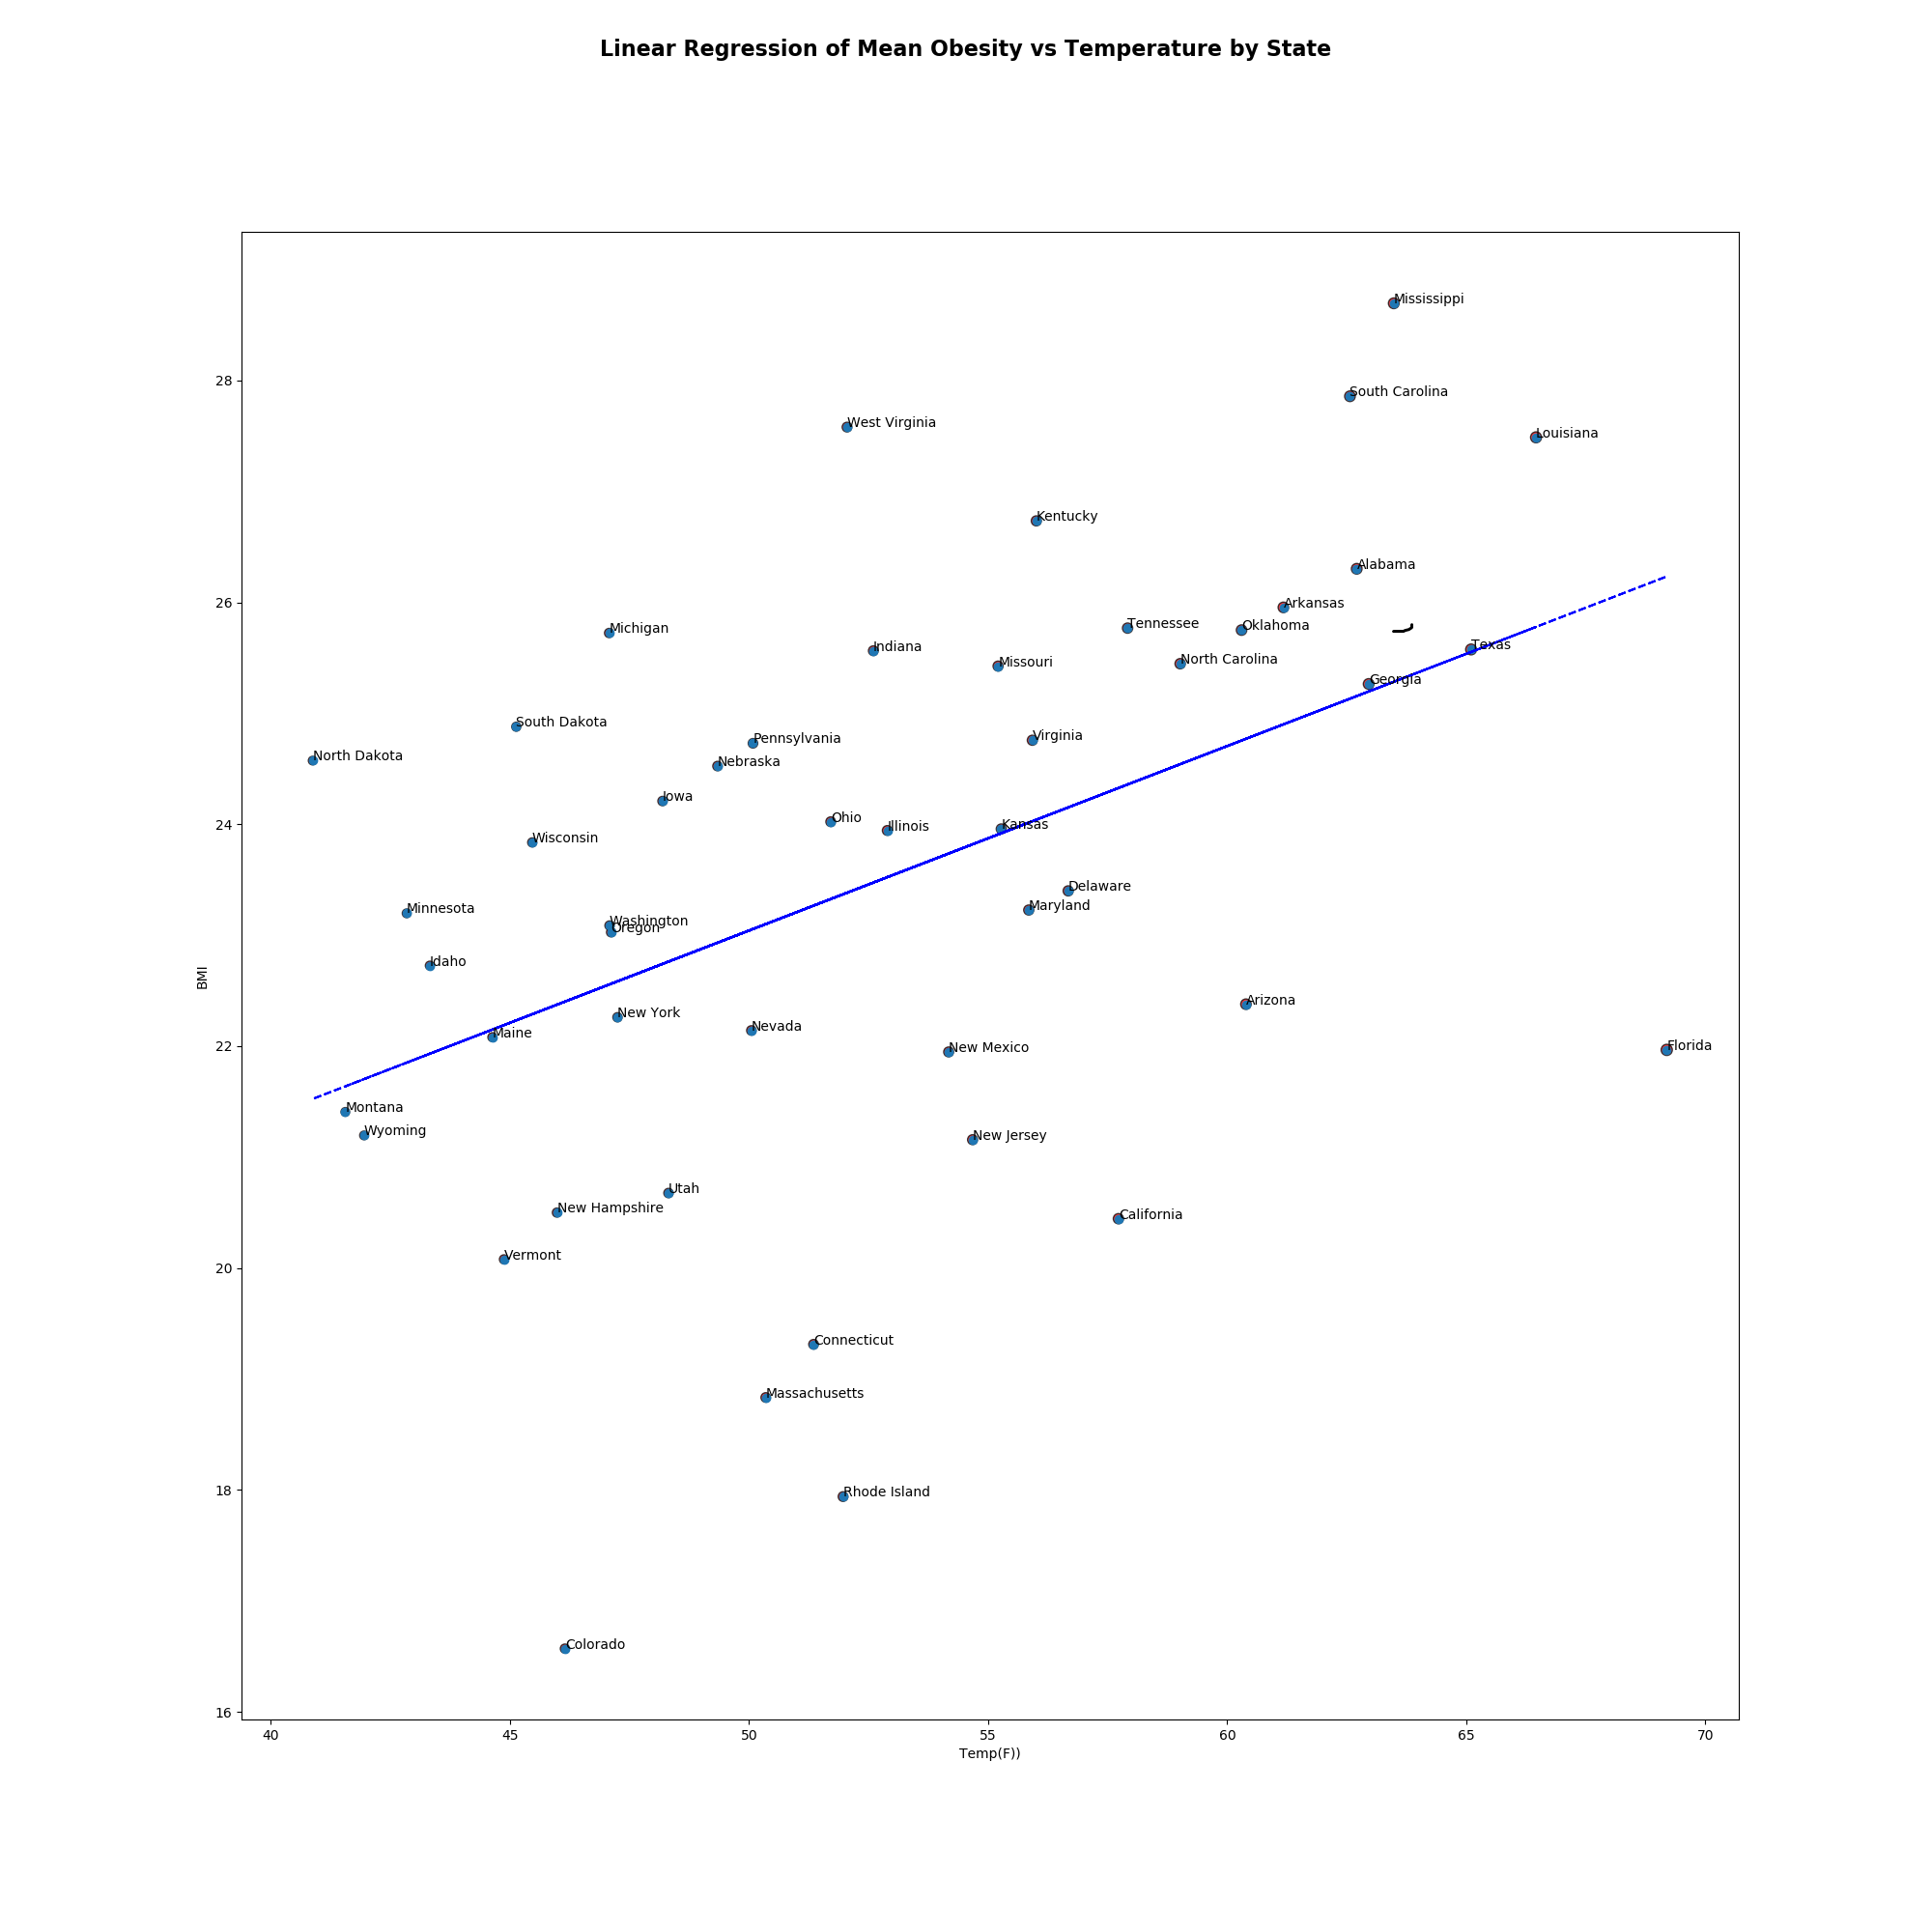 Linear Regression of Mean Obesity vs Temperature by State
Mississippi
28
South Carolina
West Virginia
Louisiana
Kentucky
Alabama
26
Arkansas
Tennessee
Oklahoma
Michigan
Indiana
Texas
Missouri
North Carolina
Georgia
South Dakota
Virginia
Pennsylvania
North Dakota
Nebraska
Iowa
24
Ohio
Illinois
Kansas
Wisconsin
Delaware
Maryland
Minnesota
Washington
Oregon
Idaho
BMI
Arizona
New York
Nevada
Maine
22
New Mexico
Florida
Montana
Wyoming
New Jersey
Utah
New Hampshire
California
Vermont
20
Connecticut
Massachusetts
18
Rhode Island
Colorado
16
40 45 50 55 60 65 70
Temp(F))